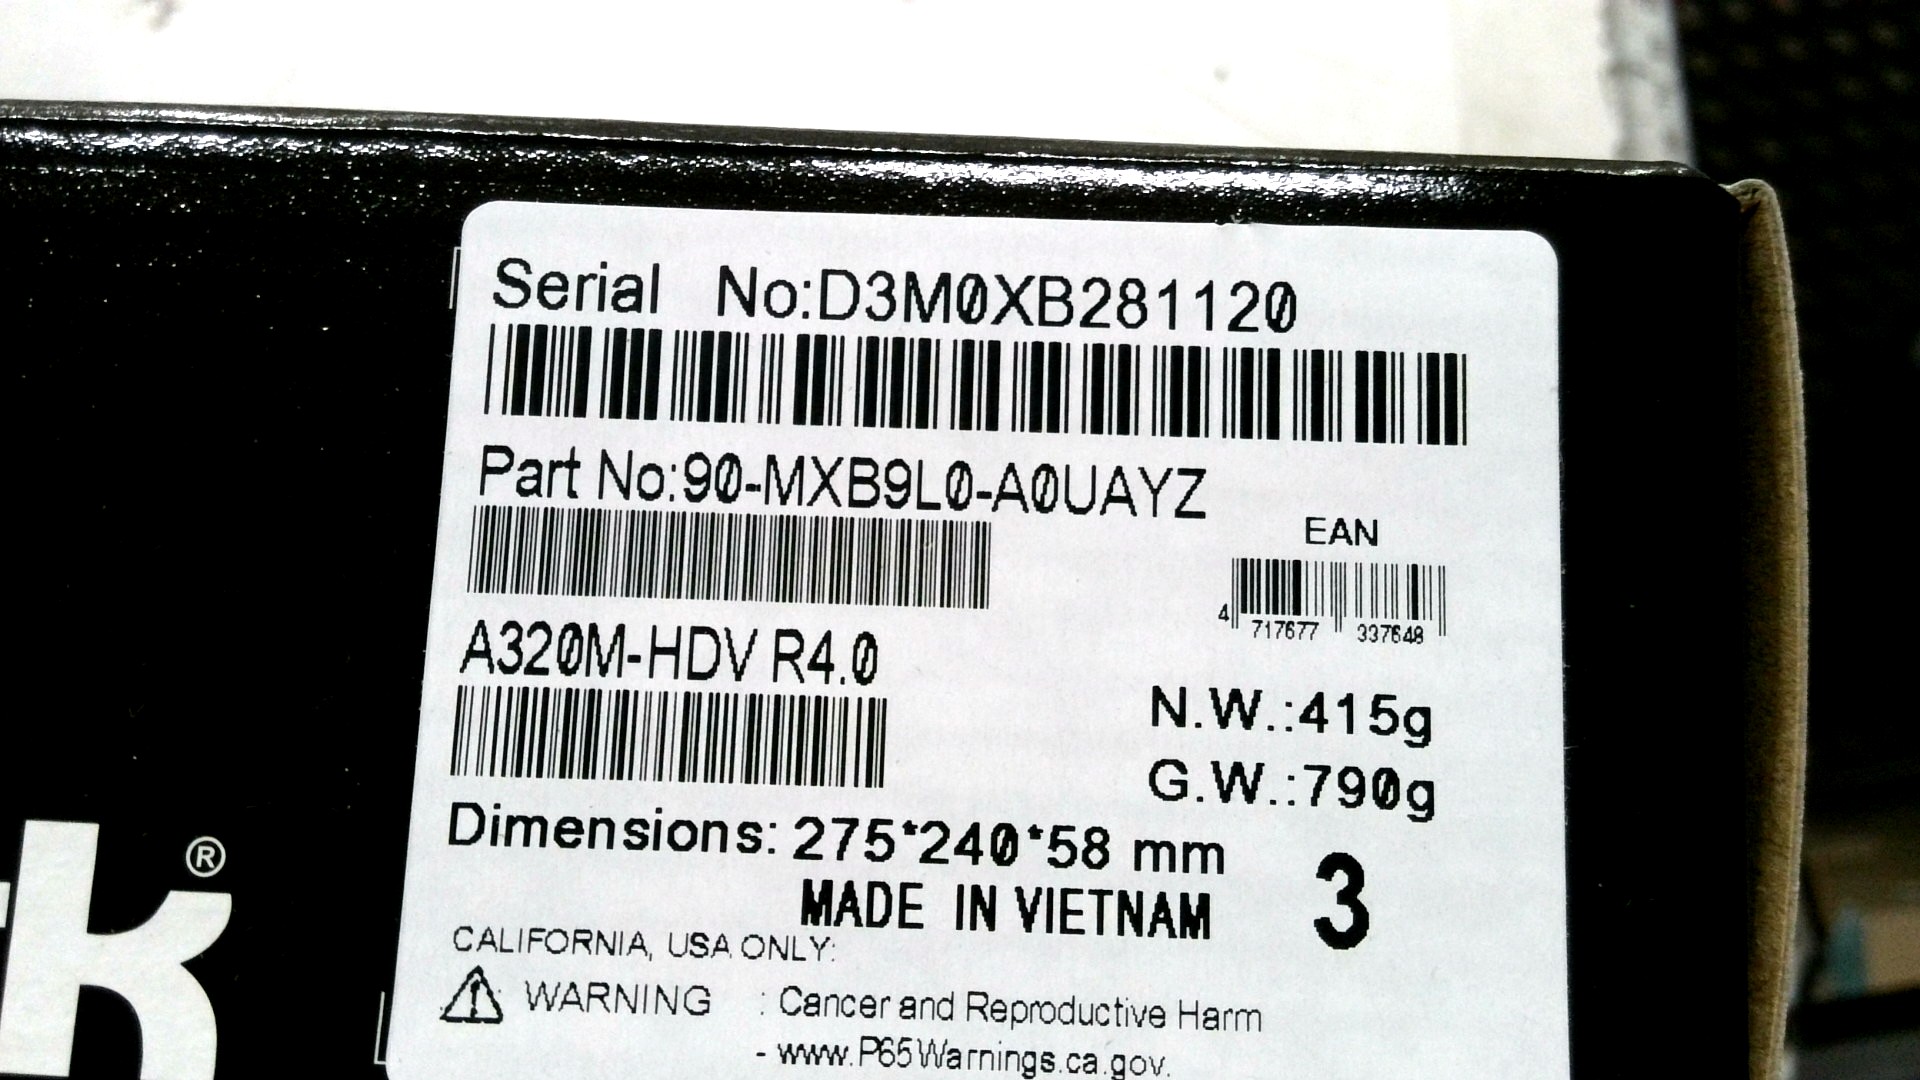 Serial No:D3M0XB281120
Part No:90-MXB9L0-A0UAYZ
EAN
4 717677 337648
A320M-HDV R4.0
N.W.:415g
G.W.:790g
Dimensions: 275*240*58 mm
MADE IN VIETNAM
3
CALIFORNIA, USA ONLY:
WARNING : Cancer and Reproductive Harm
- www.P65Warnings.ca.gov.
k®